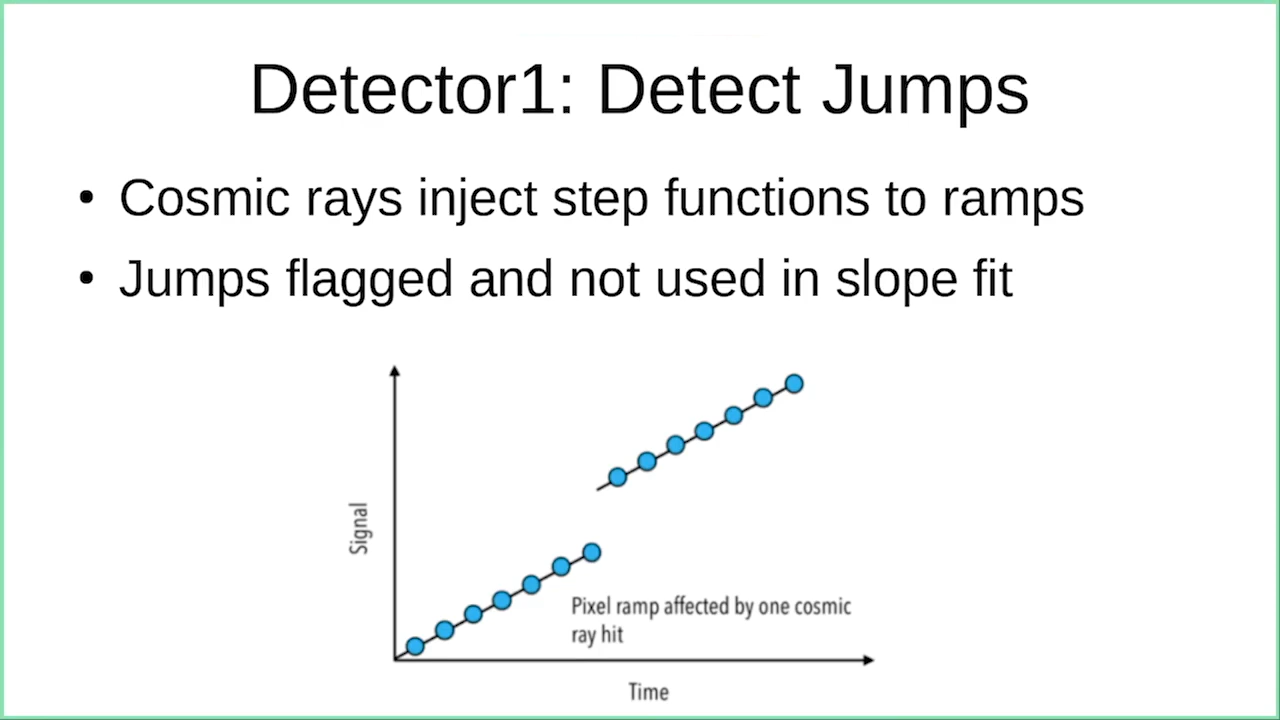 Detector1: Detect Jumps
• Cosmic rays inject step functions to ramps
• Jumps flagged and not used in slope fit
Signal
Pixel ramp affected by one cosmic
ray hit
Time